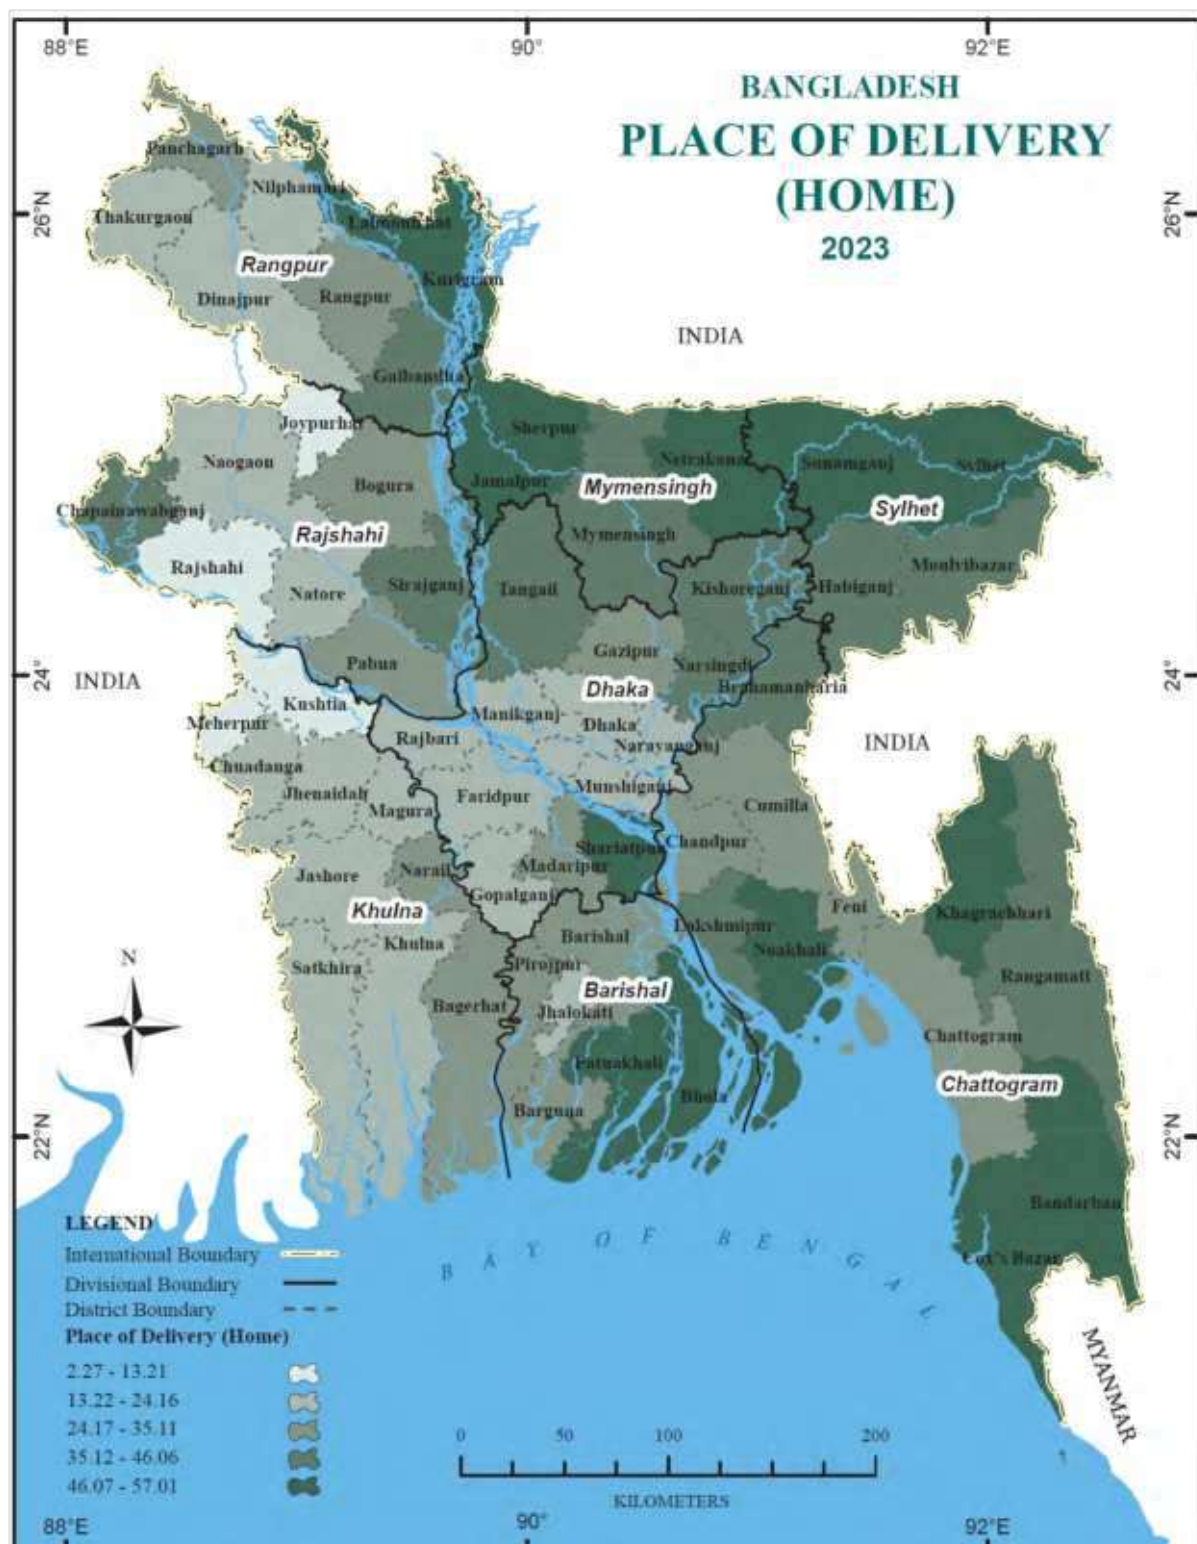 88°E
90°
92°E
BANGLADESH
PLACE OF DELIVERY
(HOME)
2023
26°N
26°N
Panchagarh
Nilphamari
Thakurgaon
Lalmonirhat
Rangpur
Kurigram
Dinajpur
Rangpur
INDIA
Gaibandha
Joypurhat
Sherpur
Naogaon
Netrakona
Sunamganj
Sylhet
Bogura
Jamalpur
Mymensingh
Chapainawabganj
Sylhet
Rajshahi
Mymensingh
Rajshahi
Moulvibazar
Natore
Sirajganj
Tangail
Kishoreganj
Habiganj
Gazipur
24°
24°N
INDIA
Pabna
Narsingdi
Dhaka
Brahamanbaria
Kushtia
Meherpur
Manikganj
Dhaka
Rajbari
Narayanganj
INDIA
Chuadanga
Jhenaidah
Magura
Faridpur
Munshiganj
Cumilla
Shariatpur
Chandpur
Jashore
Narail
Madaripur
Gopalganj
Khulna
Feni
Khagrachhari
Lakshmipur
Khulna
Barishal
Noakhali
N
Satkhira
Pirojpur
Rangamati
Bagerhat
Barishal
Jhalokati
Chattogram
Patuakhali
Chattogram
Bhola
Barguna
22°N
22°N
Bandarban
LEGEND
International Boundary
BAY OF BENGAL
Cox's Bazar
Divisional Boundary
District Boundary
Place of Delivery (Home)
2.27 - 13.21
13.22 - 24.16
24.17 - 35.11
35.12 - 46.06
46.07 - 57.01
MYANMAR
0 50 100 200
KILOMETERS
88°E
90°
92°E